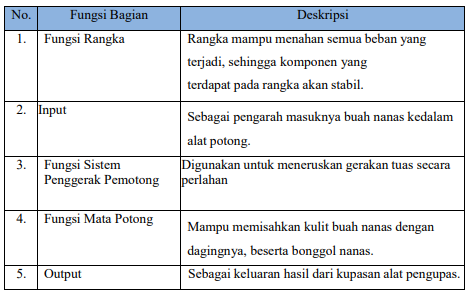 No. Fungsi Bagian Deskripsi
1. Fungsi Rangka Rangka mampu menahan semua beban yang
terjadi, sehingga komponen yang
terdapat pada rangka akan stabil.
2. Input Sebagai pengarah masuknya buah nanas kedalam
alat potong.
3. Fungsi Sistem Digunakan untuk meneruskan gerakan tuas secara
Penggerak Pemotong perlahan
4. Fungsi Mata Potong Mampu memisahkan kulit buah nanas dengan
dagingnya, beserta bonggol nanas.
5. Output Sebagai keluaran hasil dari kupasan alat pengupas.